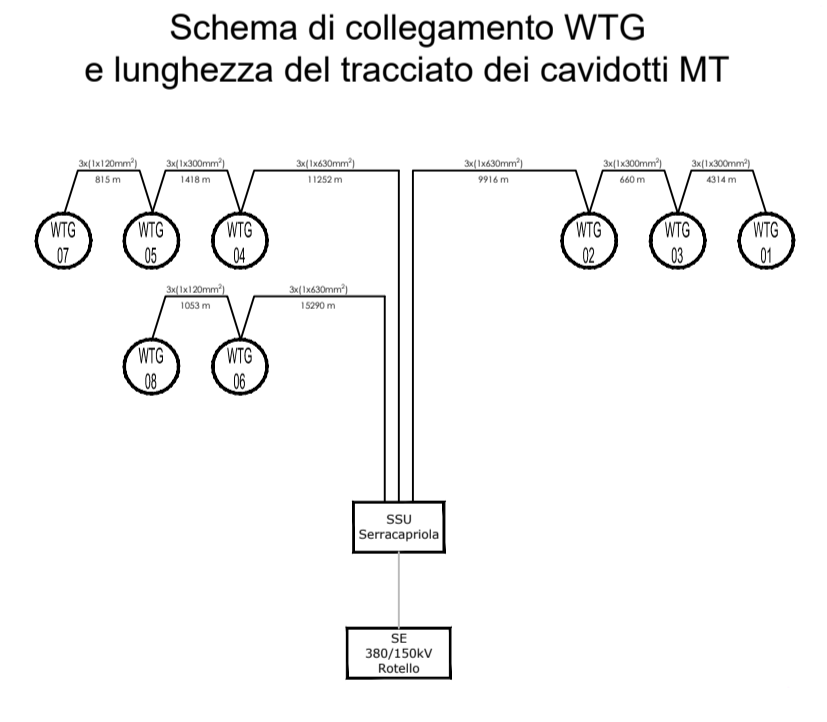 Schema di collegamento WTG
e lunghezza del tracciato dei cavidotti MT
3x(1x120mm²)
815 m
3x(1x300mm²)
1418 m
3x(1x630mm²)
11252 m
3x(1x630mm²)
9916 m
3x(1x300mm²)
660 m
3x(1x300mm²)
4314 m
WTG
07
WTG
05
WTG
04
WTG
02
WTG
03
WTG
01
3x(1x120mm²)
1053 m
3x(1x630mm²)
15290 m
WTG
08
WTG
06
SSU
Serracapriola
SE
380/150kV
Rotello